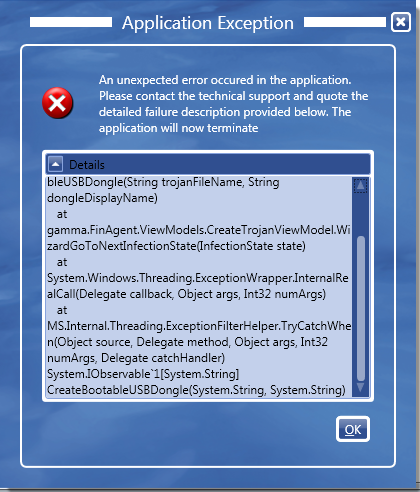 Application Exception
An unexpected error occured in the application.
Please contact the technical support and quote the
detailed failure description provided below. The
application will now terminate
Details
bleUSBDongle(String trojanFileName, String
dongleDisplayName)
at
gamma.FinAgent.ViewModels.CreateTrojanViewModel.Wi
zardGoToNextInfectionState(InfectionState state)
at
System.Windows.Threading.ExceptionWrapper.InternalRe
alCall(Delegate callback, Object args, Int32 numArgs)
at
MS.Internal.Threading.ExceptionFilterHelper.TryCatchWhe
n(Object source, Delegate method, Object args, Int32
numArgs, Delegate catchHandler)
System.IObservable`1[System.String]
CreateBootableUSBDongle(System.String, System.String)
OK